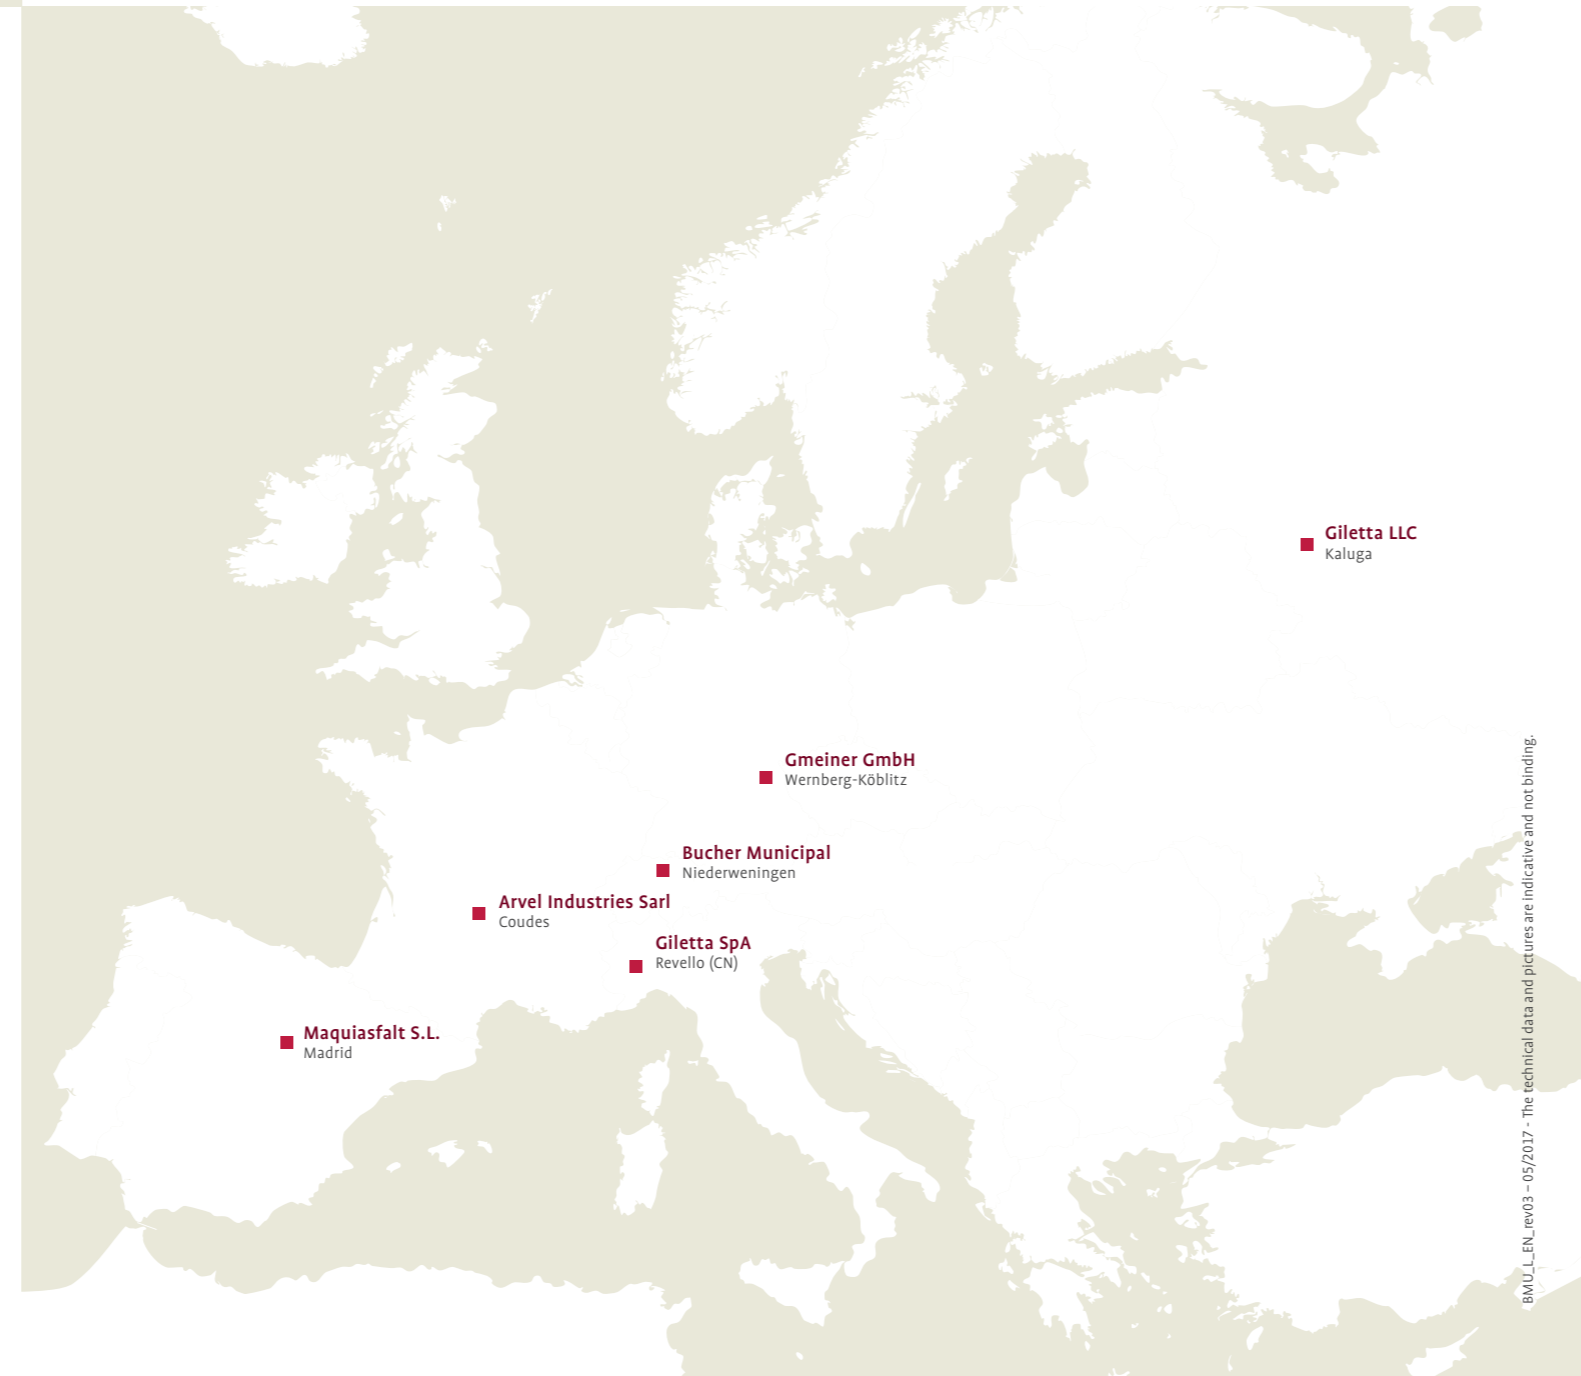 Giletta LLC
Kaluga
Gmeiner GmbH
Wernberg-Köblitz
Bucher Municipal
Niederweningen
Arvel Industries Sarl
Coudes
Giletta SpA
Revello (CN)
Maquiasfalt S.L.
Madrid
BMU_L_EN_rev03 – 05/2017 - The technical data and pictures are indicative and not binding.